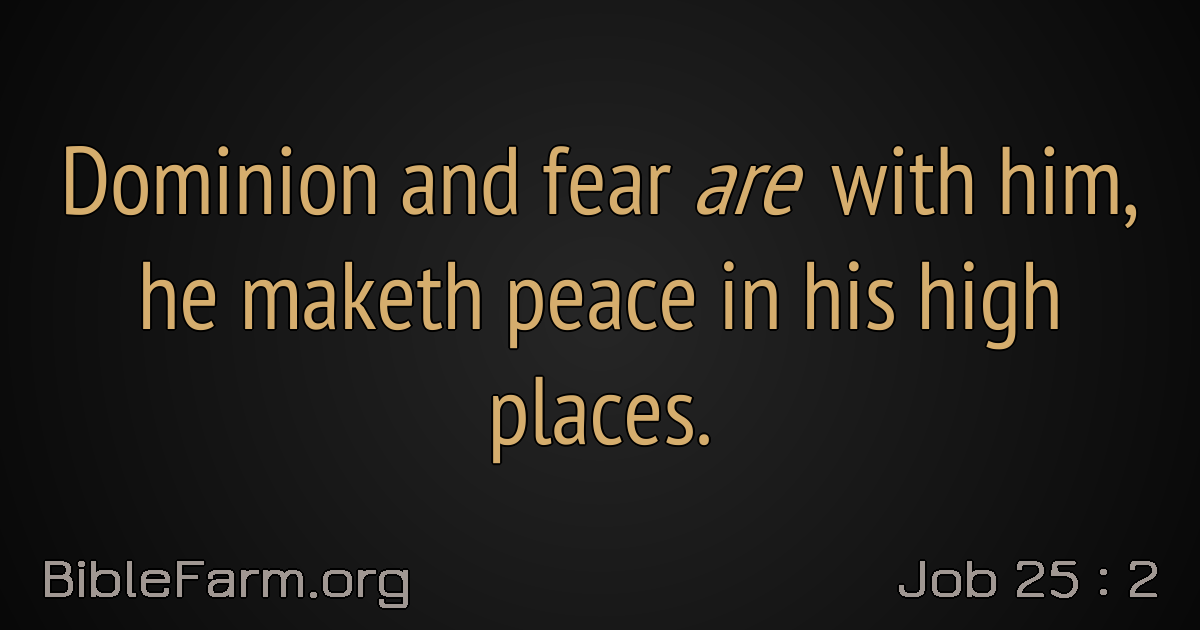 Dominion and fear are with him,
he maketh peace in his high
places.
BibleFarm.org
Job 25 : 2